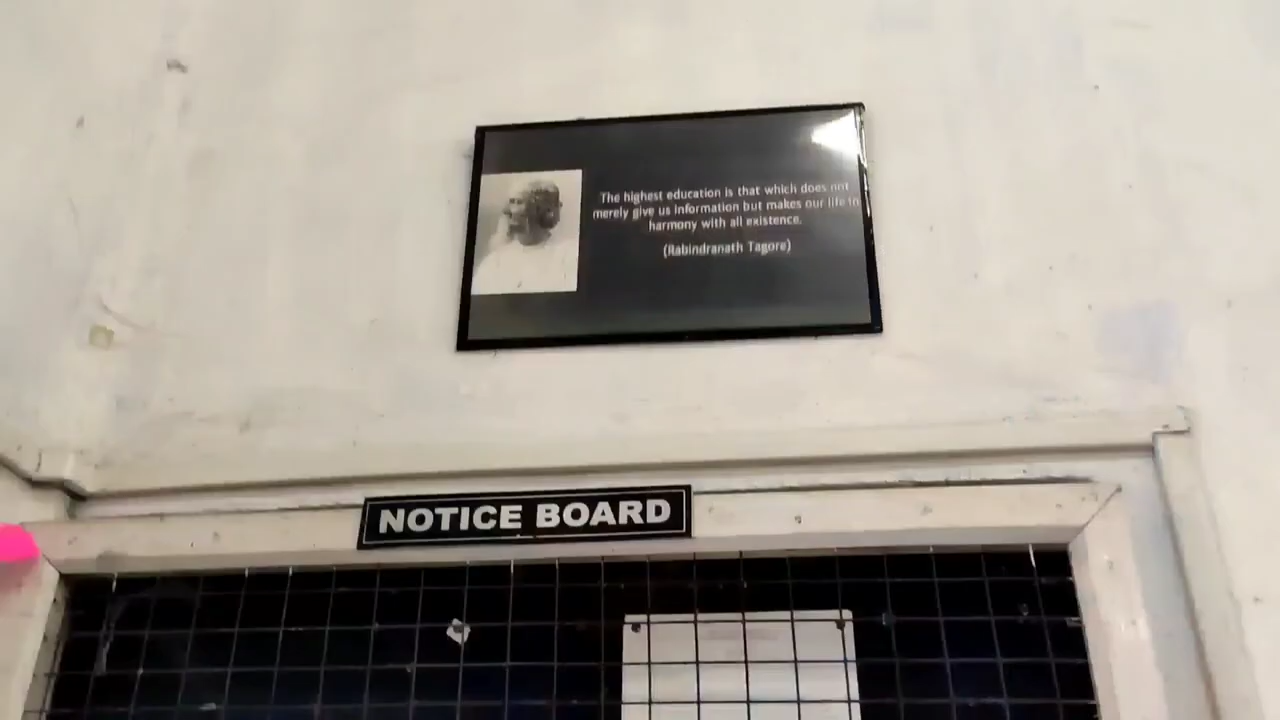 The highest education is that which does not
merely give us information but makes our life in
harmony with all existence.
(Rabindranath Tagore)
NOTICE BOARD